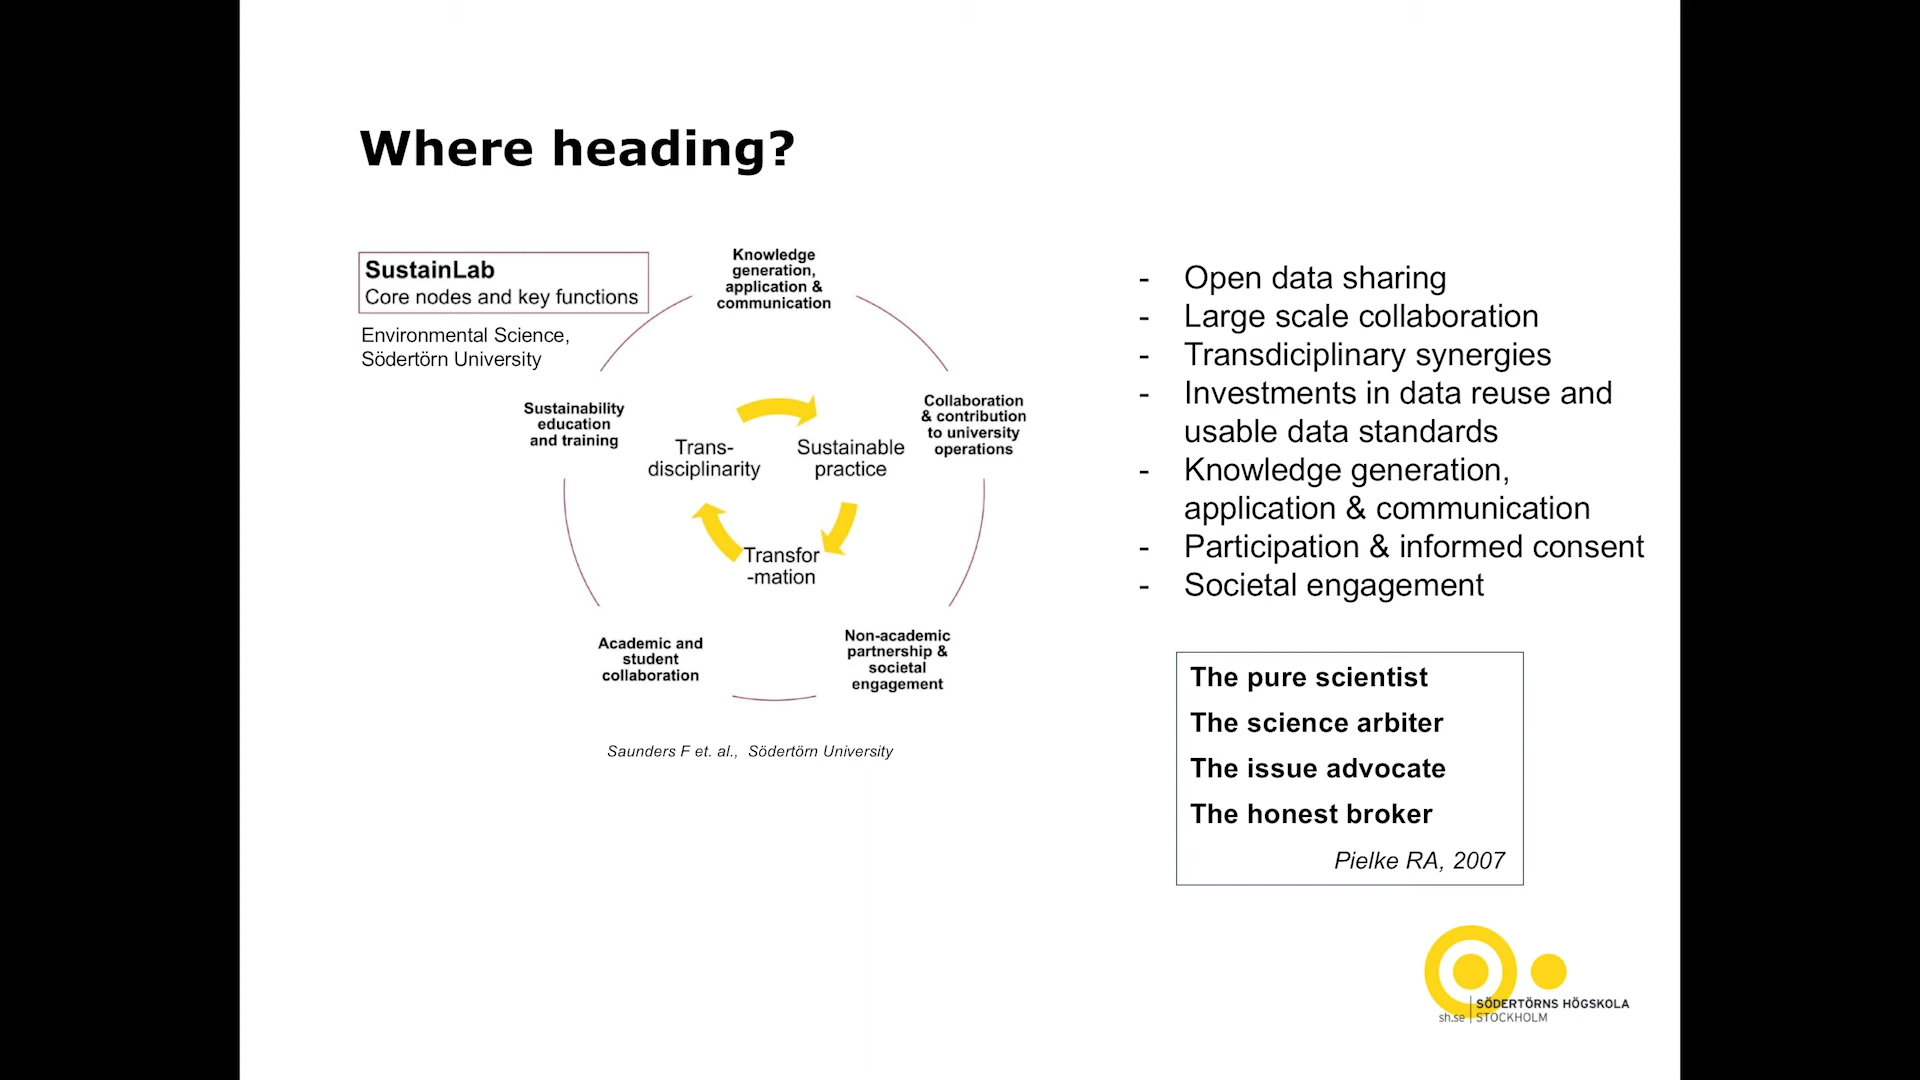 Where heading?
SustainLab
Core nodes and key functions
Environmental Science,
Södertörn University
Knowledge
generation,
application &
communication
Collaboration
& contribution
to university
operations
Non-academic
partnership &
societal
engagement
Academic and
student
collaboration
Sustainability
education
and training
Trans-
disciplinarity
Sustainable
practice
Transfor
-mation
Saunders F et. al., Södertörn University
- Open data sharing
- Large scale collaboration
- Transdiciplinary synergies
- Investments in data reuse and
usable data standards
- Knowledge generation,
application & communication
- Participation & informed consent
- Societal engagement
The pure scientist
The science arbiter
The issue advocate
The honest broker
Pielke RA, 2007
SÖDERTÖRNS HÖGSKOLA
sh.se | STOCKHOLM